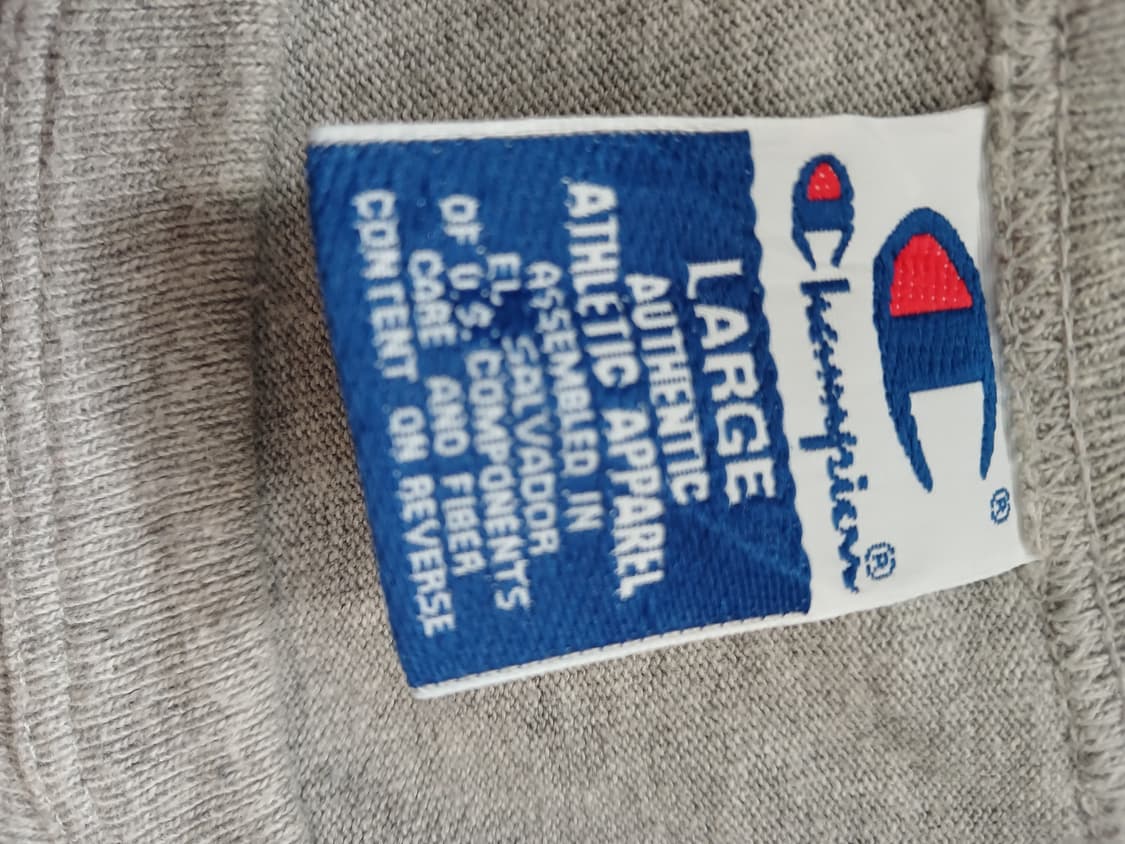 ®
Champion®
LARGE
AUTHENTIC
ATHLETIC APPAREL
ASSEMBLED IN
EL SALVADOR
OF U.S. COMPONENTS
CARE AND FIBER
CONTENT ON REVERSE